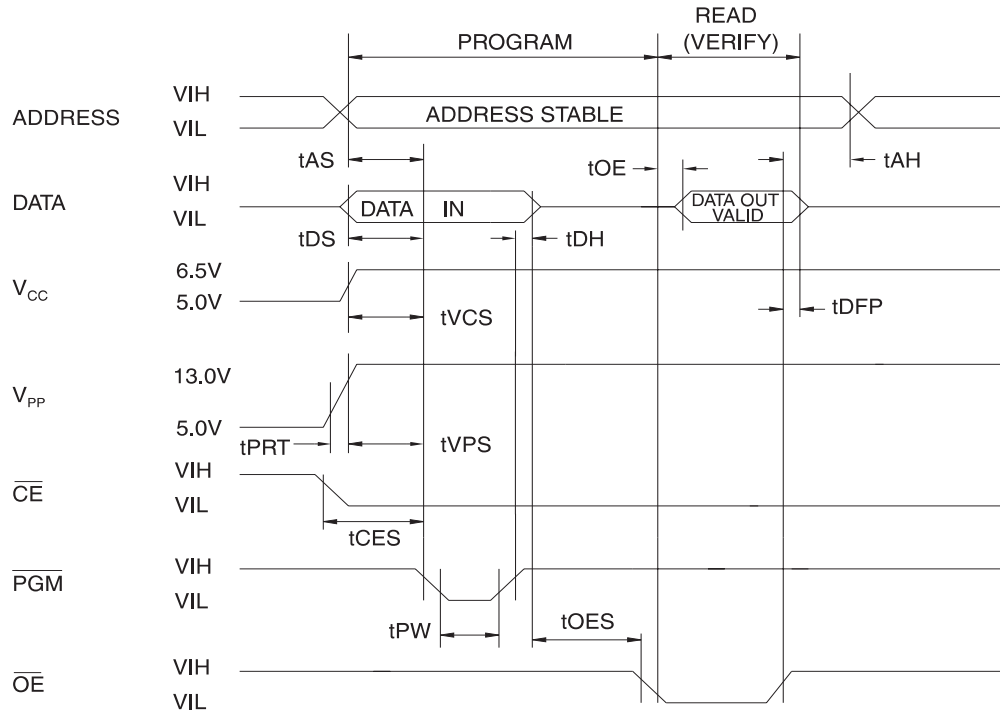 READ
PROGRAM (VERIFY)
ADDRESS VIH
VIL ADDRESS STABLE
tAS tOE tAH
DATA VIH
VIL DATA IN DATA OUT
VALID
tDS tDH
VCC 6.5V
5.0V tVCS tDFP
VPP 13.0V
5.0V
tPRT tVPS
CE VIH
VIL
tCES
PGM VIH
VIL
tPW tOES
OE VIH
VIL